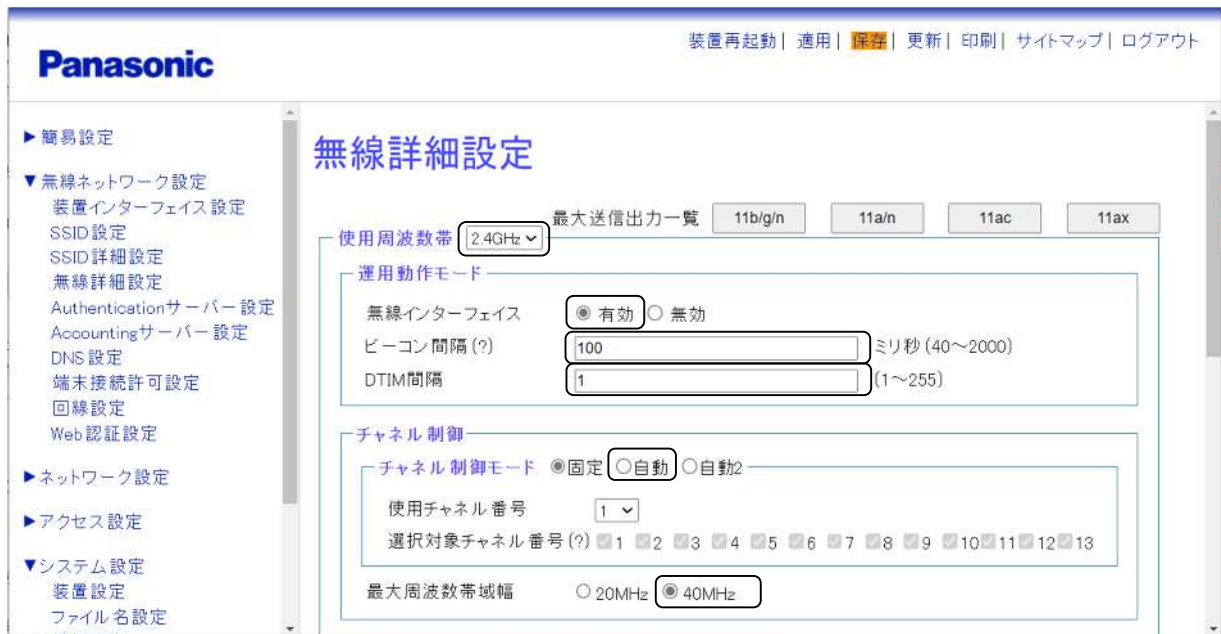 装置再起動| 適用| 保存| 更新| 印刷| サイトマップ| ログアウト
Panasonic
▶簡易設定
▼無線ネットワーク設定
装置インターフェイス設定
SSID設定
SSID詳細設定
無線詳細設定
Authenticationサーバー設定
Accountingサーバー設定
DNS設定
端末接続許可設定
回線設定
Web認証設定
▶ネットワーク設定
▶アクセス設定
▼システム設定
装置設定
ファイル名設定
無線詳細設定
最大送信出力一覧 11b/g/n 11a/n 11ac 11ax
使用周波数帯 2.4GHz
運用動作モード
無線インターフェイス 有効 無効
ビーコン間隔(?) 100 ミリ秒(40～2000)
DTIM間隔 1 (1～255)
チャネル制御
チャネル制御モード 固定 自動 自動2
使用チャネル番号 1
選択対象チャネル番号(?) 1 2 3 4 5 6 7 8 9 10 11 12 13
最大周波数帯域幅 20MHz 40MHz